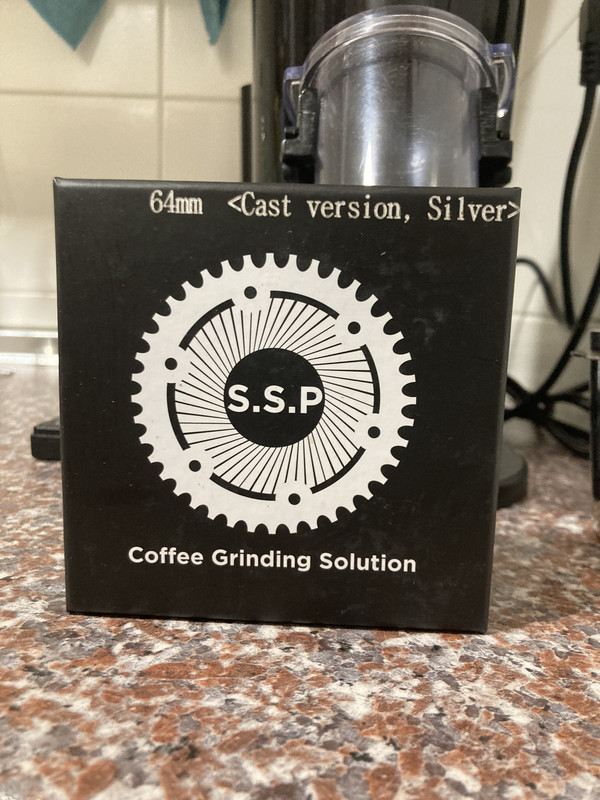 64mm <Cast version, Silver>
S.S.P
Coffee Grinding Solution